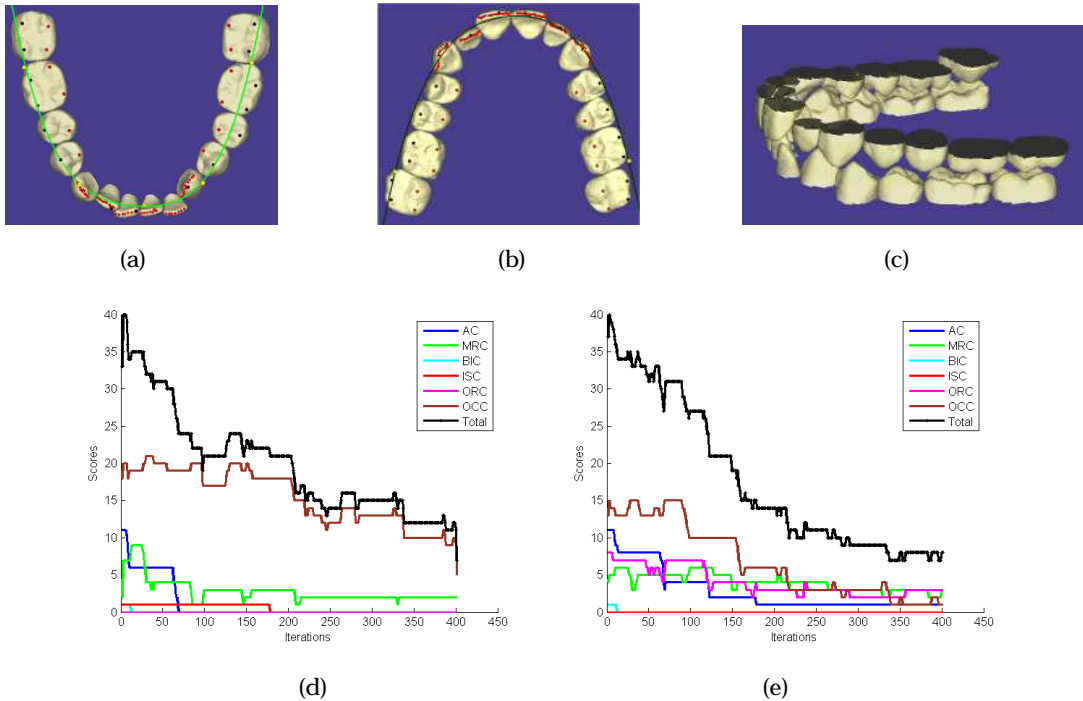 (a)
(b)
(c)
40
35
30
25
20
15
10
5
0
Scores
0 50 100 150 200 250 300 350 400 450
Iterations
AC
MRC
BIC
ISC
ORC
OCC
Total
(d)
40
35
30
25
20
15
10
5
0
Scores
0 50 100 150 200 250 300 350 400 450
Iterations
AC
MRC
BIC
ISC
ORC
OCC
Total
(e)